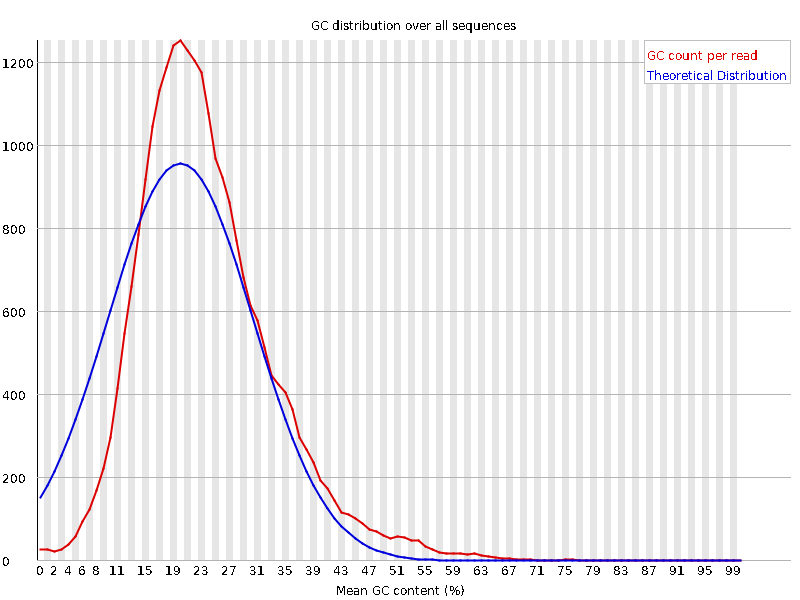 GC distribution over all sequences
GC count per read
Theoretical Distribution
1200
1000
800
600
400
200
0
0 2 4 6 8 11 15 19 23 27 31 35 39 43 47 51 55 59 63 67 71 75 79 83 87 91 95 99
Mean GC content (%)